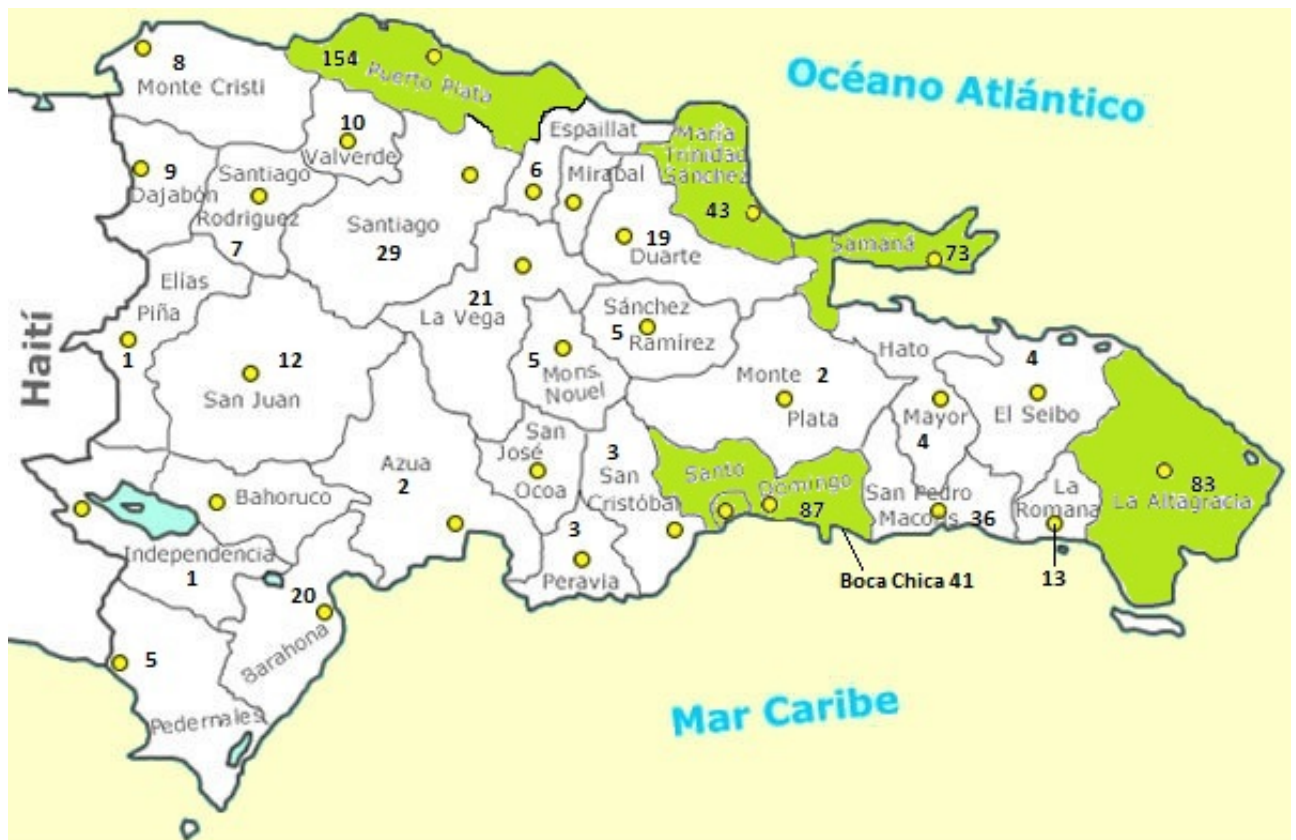 8
Monte Cristi
154
Puerto Plata
Océano Atlántico
10
Valverde
9
Dajabón
Santiago
Rodriguez
7
Santiago
29
Espaillat
6
Mirabal
19
Duarte
María
Trinidad
Sánchez
43
Samaná
73
Haití
Elías
Piña
1
12
San Juan
21
La Vega
5
Mons.
Nouel
Sánchez
5
Ramírez
Monte
2
Plata
Hato
Mayor
4
4
El Seibo
83
La Altagracia
La
Romana
13
San Pedro
Macorís
36
Santo
Domingo
87
Boca Chica 41
3
San
Cristóbal
San
José
Ocoa
3
Peravia
Azua
2
Bahoruco
Independencia
1
20
Barahona
5
Pedernales
Mar Caribe